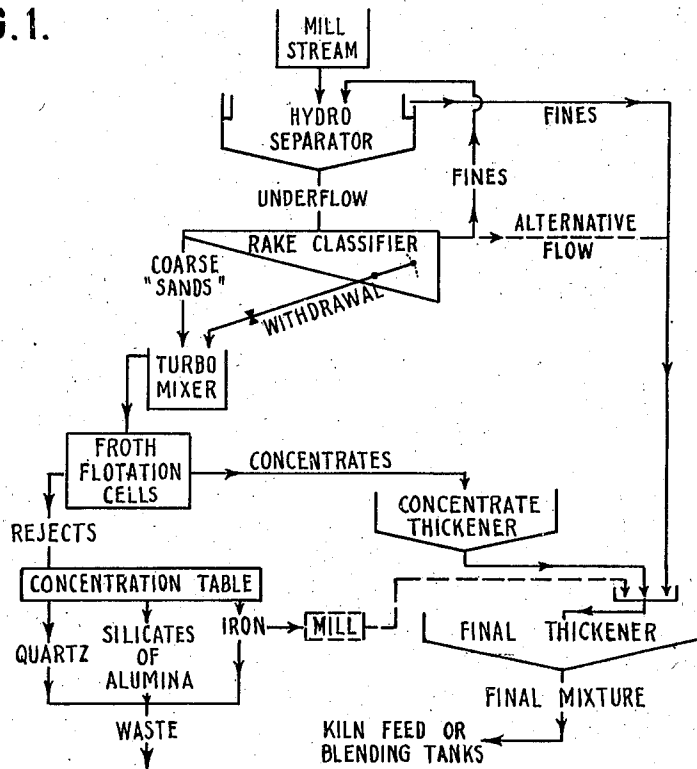 G.1.
MILL
STREAM
HYDRO
SEPARATOR
FINES
FINES
UNDERFLOW
RAKE CLASSIFIER
ALTERNATIVE
FLOW
COARSE
"SANDS"
WITHDRAWAL
TURBO
MIXER
FROTH
FLOTATION
CELLS
CONCENTRATES
CONCENTRATE
THICKENER
REJECTS
CONCENTRATION TABLE
QUARTZ
SILICATES
OF
ALUMINA
IRON
MILL
FINAL THICKENER
FINAL MIXTURE
WASTE
KILN FEED OR
BLENDING TANKS